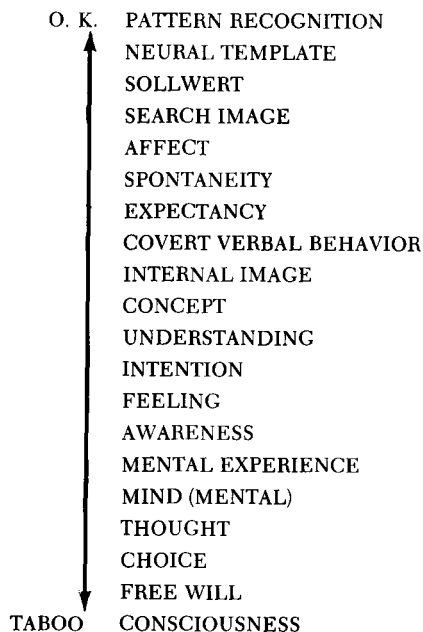 O. K. PATTERN RECOGNITION
NEURAL TEMPLATE
SOLLWERT
SEARCH IMAGE
AFFECT
SPONTANEITY
EXPECTANCY
COVERT VERBAL BEHAVIOR
INTERNAL IMAGE
CONCEPT
UNDERSTANDING
INTENTION
FEELING
AWARENESS
MENTAL EXPERIENCE
MIND (MENTAL)
THOUGHT
CHOICE
FREE WILL
TABOO CONSCIOUSNESS